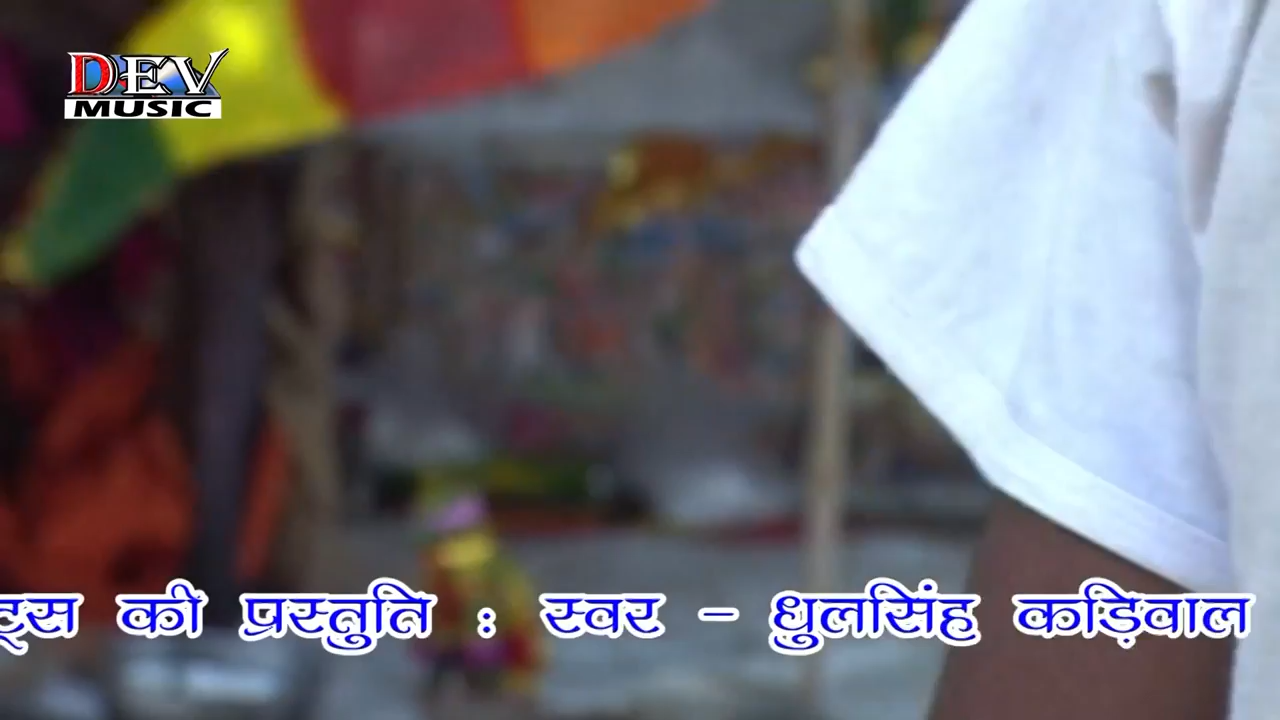 DEV
MUSIC
की प्रस्तुति : स्वर - धुलसिंह कड़िवाल